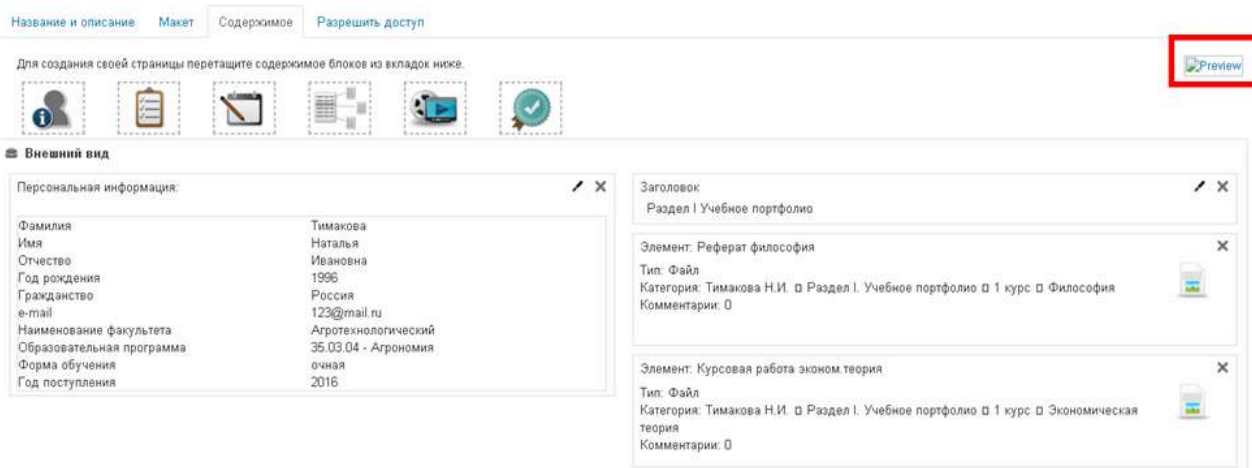 Название и описание Макет Содержимое Разрешить доступ
Для создания своей страницы перетащите содержимое блоков из вкладок ниже.
Preview
Внешний вид
Персональная информация:
Фамилия Тимакова
Имя Наталья
Отчество Ивановна
Год рождения 1996
Гражданство Россия
e-mail 123@mail.ru
Наименование факультета Агротехнологический
Образовательная программа 35.03.04 - Агрономия
Форма обучения очная
Год поступления 2016
Заголовок
Раздел I Учебное портфолио
Элемент: Реферат философия
Тип: Файл
Категория: Тимакова Н.И. □ Раздел I. Учебное портфолио □ 1 курс □ Философия
Комментарии: 0
Элемент: Курсовая работа эконом.теория
Тип: Файл
Категория: Тимакова Н.И. □ Раздел I. Учебное портфолио □ 1 курс □ Экономическая
теория
Комментарии: 0